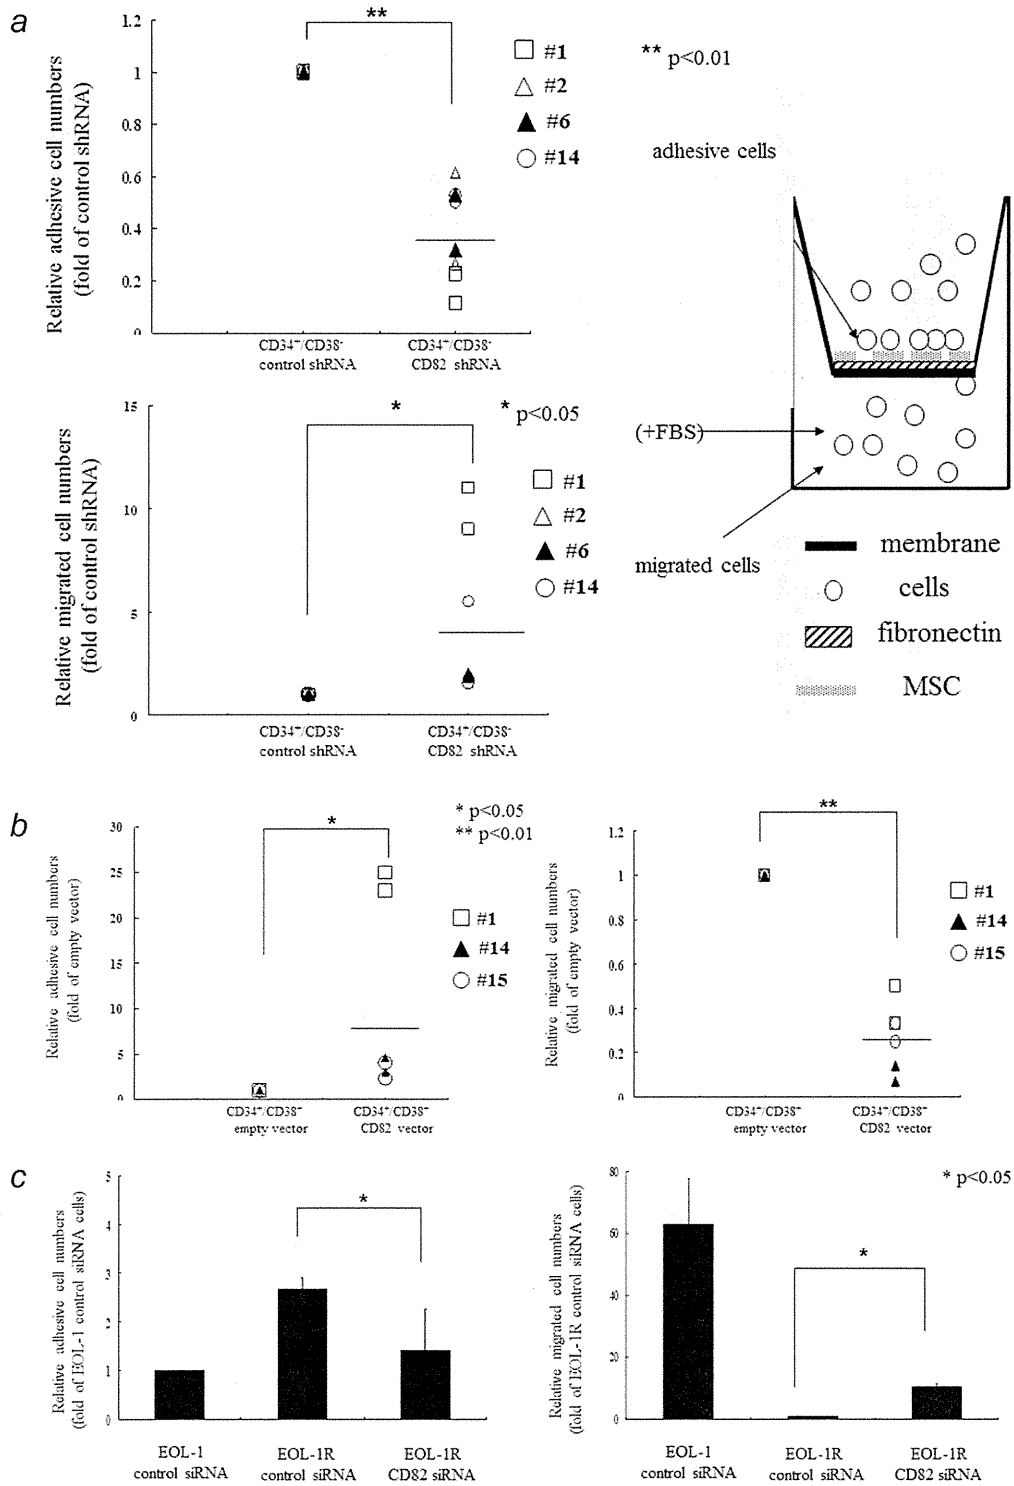 a
Relative adhesive cell numbers
(fold of control shRNA)
1.2
1
0.8
0.6
0.4
0.2
0
**
#1
#2
#6
#14
** p<0.01
CD34+/CD38-
control shRNA
CD34+/CD38-
CD82 shRNA
adhesive cells
(+FBS)
migrated cells
membrane
cells
fibronectin
MSC
Relative migrated cell numbers
(fold of control shRNA)
15
10
5
0
*
* p<0.05
#1
#2
#6
#14
CD34+/CD38-
control shRNA
CD34+/CD38-
CD82 shRNA
b
Relative adhesive cell numbers
(fold of empty vector)
30
25
20
15
10
5
0
*
* p<0.05
** p<0.01
#1
#14
#15
CD34+/CD38-
empty vector
CD34+/CD38-
CD82 vector
Relative migrated cell numbers
(fold of empty vector)
1.2
1
0.8
0.6
0.4
0.2
0
**
#1
#14
#15
CD34+/CD38-
empty vector
CD34+/CD38-
CD82 vector
c
Relative adhesive cell numbers
(fold of EOL-1 control siRNA cells)
5
4
3
2
1
0
*
EOL-1
control siRNA
EOL-1R
control siRNA
EOL-1R
CD82 siRNA
Relative migrated cell numbers
(fold of EOL-1R control siRNA cells)
80
60
40
20
0
*
* p<0.05
EOL-1
control siRNA
EOL-1R
control siRNA
EOL-1R
CD82 siRNA